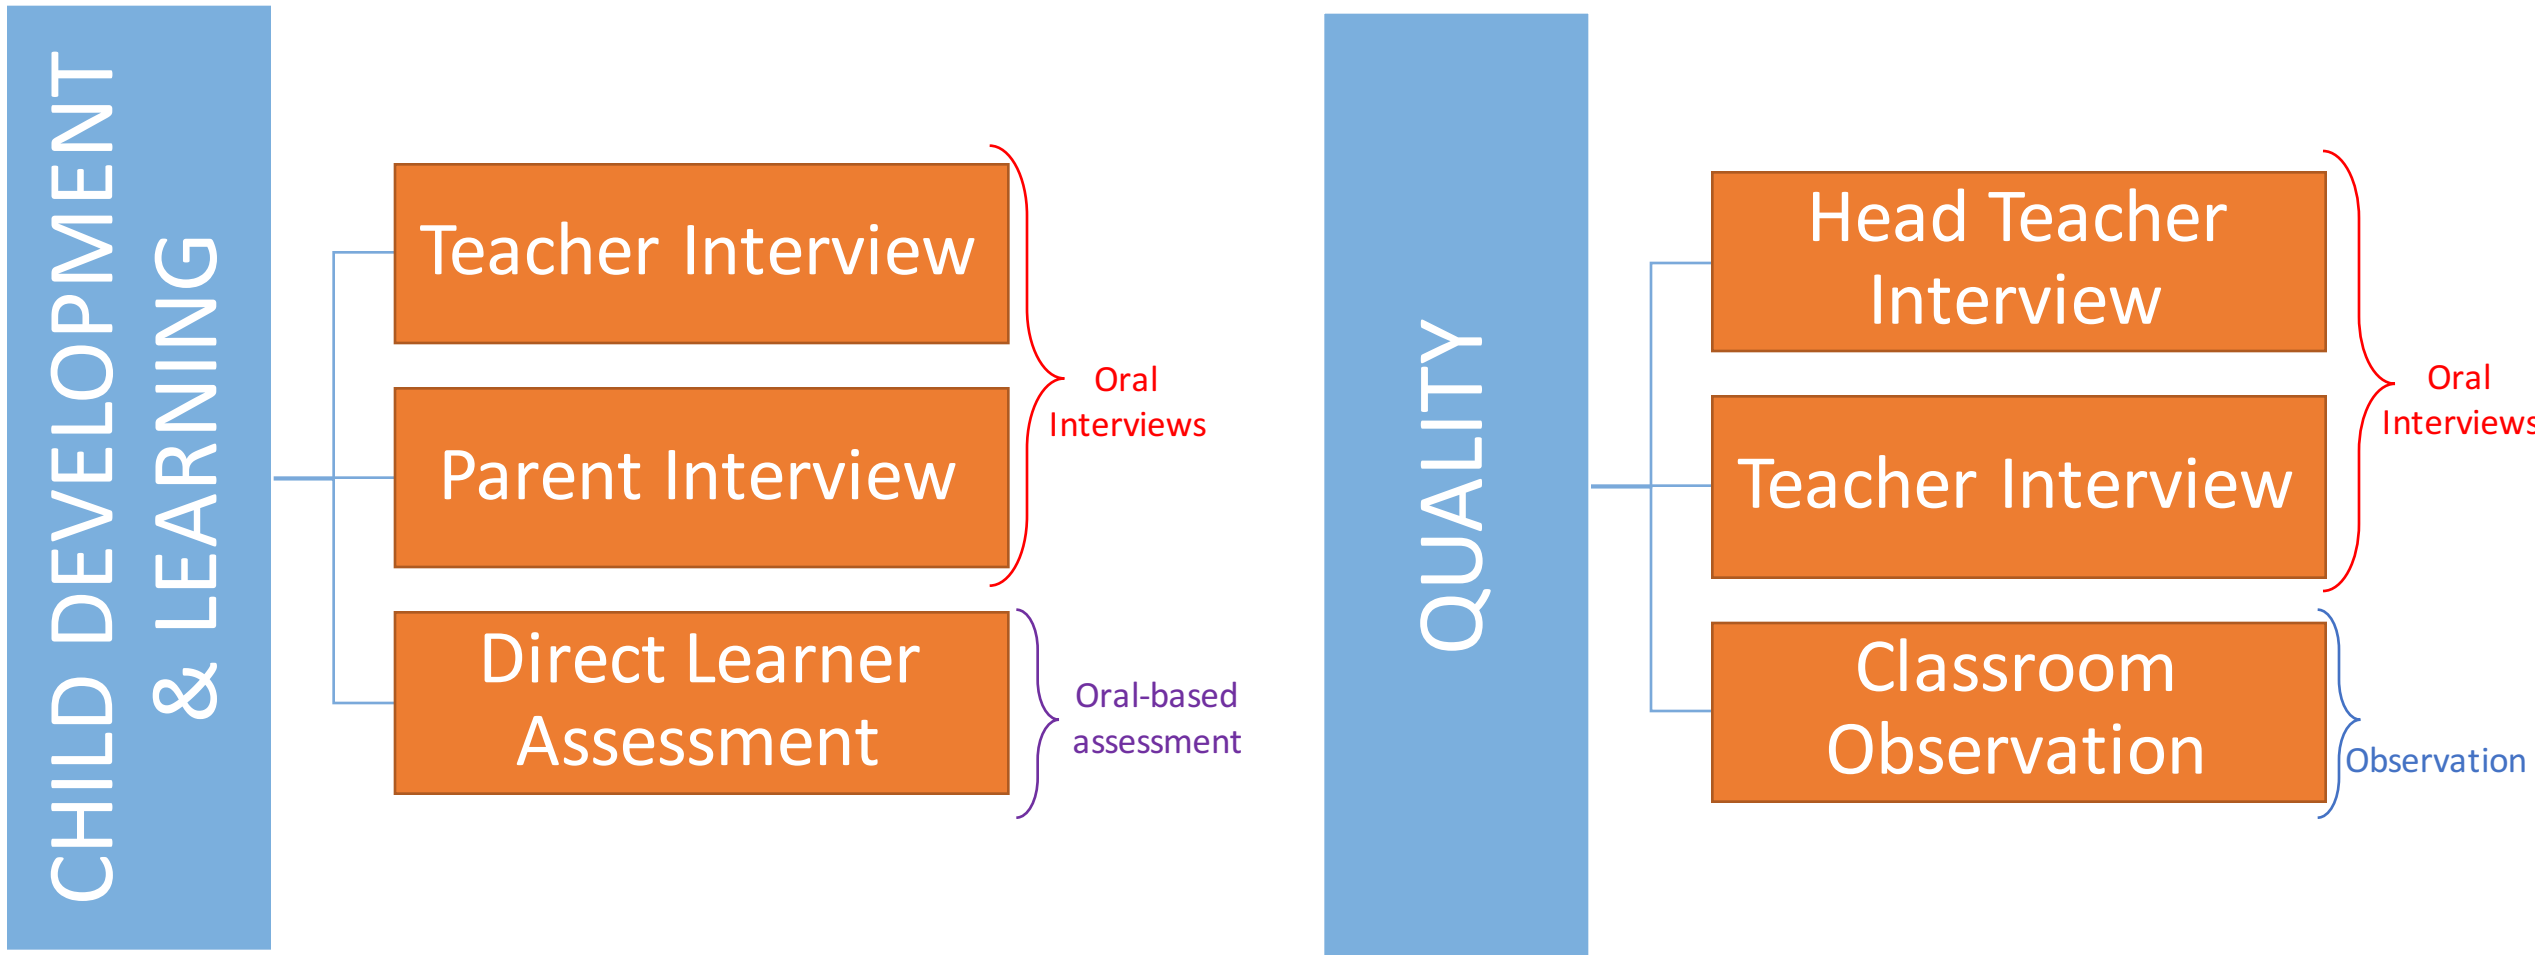 CHILD DEVELOPMENT
& LEARNING
Teacher Interview
Parent Interview
Oral
Interviews
Direct Learner
Assessment
Oral-based
assessment
QUALITY
Head Teacher
Interview
Teacher Interview
Oral
Interviews
Classroom
Observation
Observation